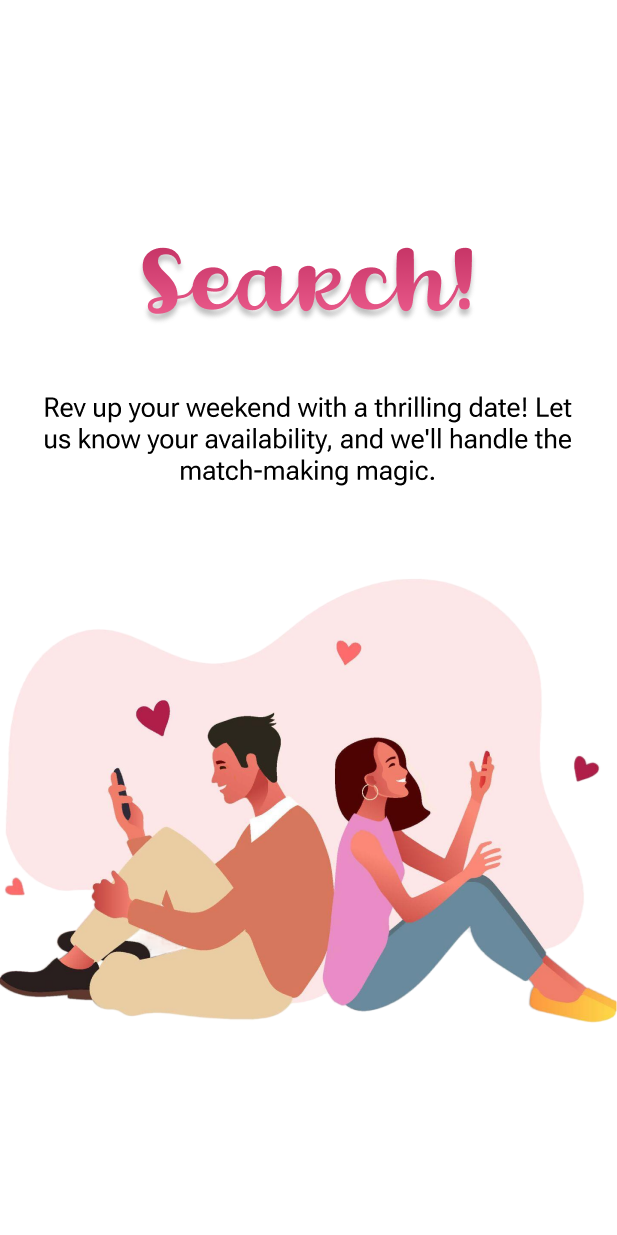 Search!
Rev up your weekend with a thrilling date! Let
us know your availability, and we'll handle the
match-making magic.